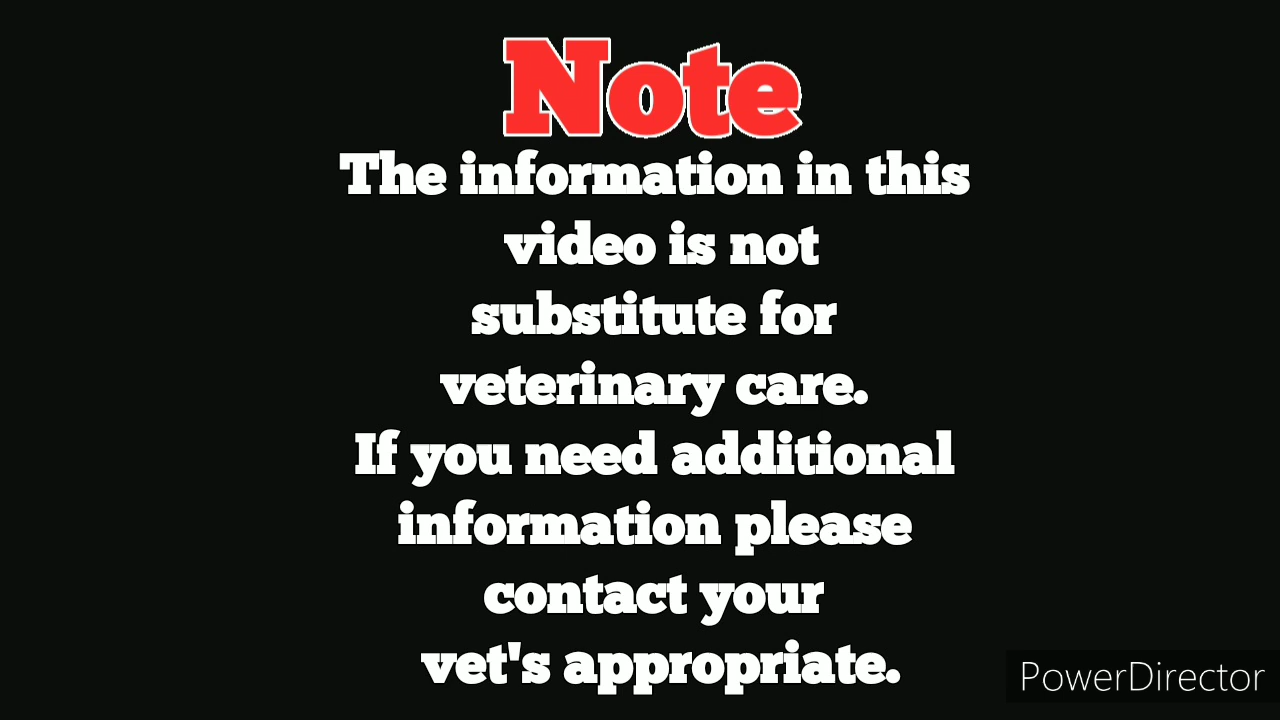 Note
The information in this
video is not
substitute for
veterinary care.
If you need additional
information please
contact your
vet's appropriate.
PowerDirector